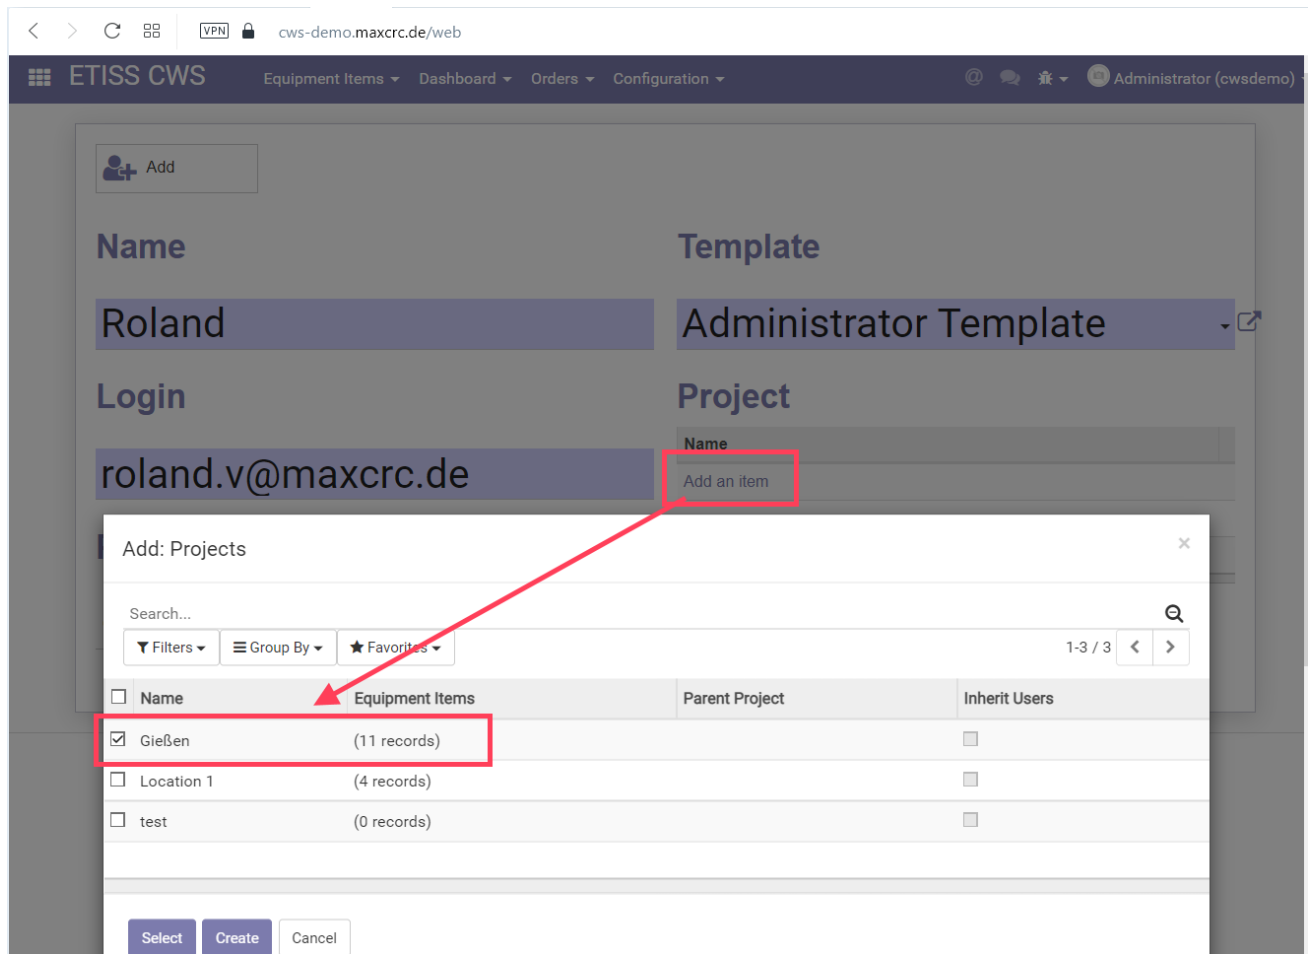 VPN cws-demo.maxcrc.de/web
ETISS CWS Equipment Items Dashboard Orders Configuration @ Administrator (cwsdemo)
Add
Name Template
Roland Administrator Template
Login Project
Name
roland.v@maxcrc.de Add an item
Add: Projects ×
Search...
Filters Group By Favorites 1-3 / 3
Name Equipment Items Parent Project Inherit Users
Gießen (11 records)
Location 1 (4 records)
test (0 records)
Select Create Cancel